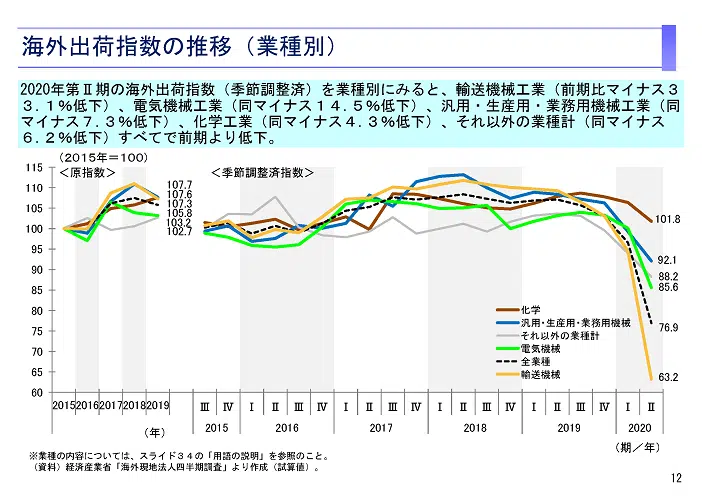 海外出荷指数の推移（業種別）
2020年第Ⅱ期の海外出荷指数（季節調整済）を業種別にみると、輸送機械工業（前期比マイナス３
３.１％低下）、電気機械工業（同マイナス１４.５％低下）、汎用・生産用・業務用機械工業（同
マイナス７.３％低下）、化学工業（同マイナス４.３％低下）、それ以外の業種計（同マイナス
６.２％低下）すべてで前期より低下。
（2015年＝100）
＜原指数＞
＜季節調整済指数＞
115
110
105
100
95
90
85
80
75
70
65
60
107.7
107.6
107.3
105.8
103.2
102.7
101.8
92.1
88.2
85.6
76.9
63.2
化学
汎用・生産用・業務用機械
それ以外の業種計
電気機械
全業種
輸送機械
2015 2016 2017 2018 2019
（年）
Ⅲ Ⅳ Ⅰ Ⅱ Ⅲ Ⅳ Ⅰ Ⅱ Ⅲ Ⅳ Ⅰ Ⅱ Ⅲ Ⅳ Ⅰ Ⅱ Ⅲ Ⅳ Ⅰ Ⅱ
2015 2016 2017 2018 2019 2020
（期／年）
※業種の内容については、スライド３４の「用語の説明」を参照のこと。
（資料）経済産業省「海外現地法人四半期調査」より作成（試算値）。
12